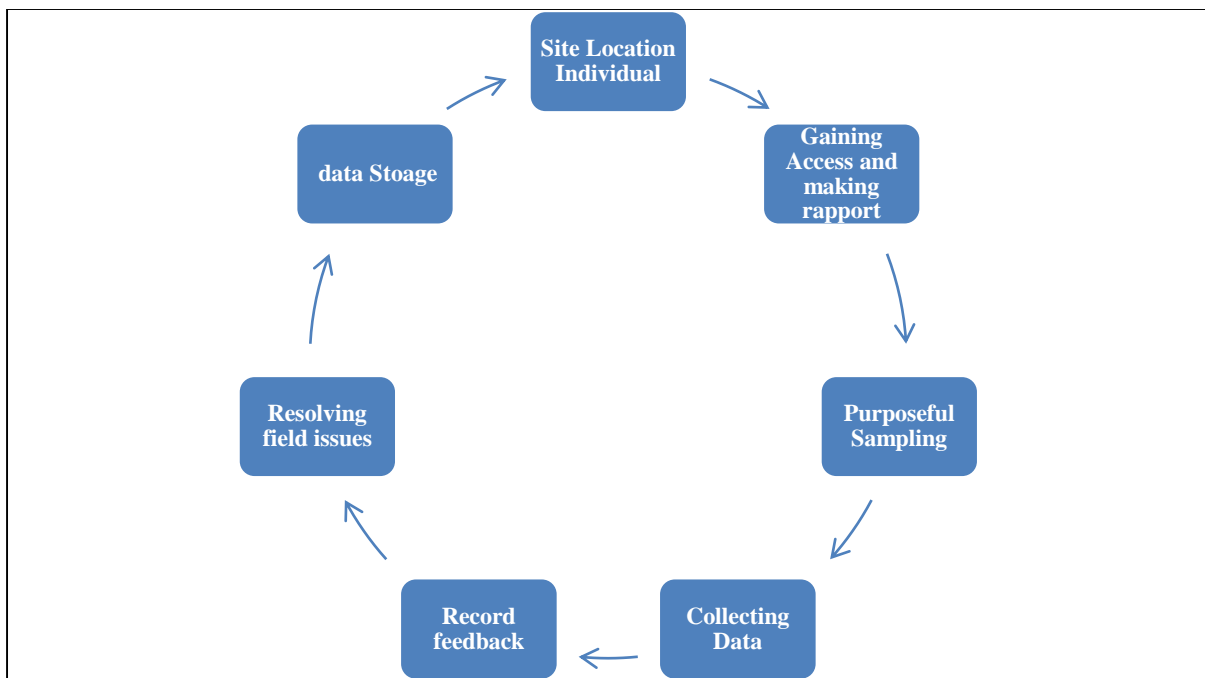 Site Location
Individual
Gaining
Access and
making
rapport
Purposeful
Sampling
Collecting
Data
Record
feedback
Resolving
field issues
data Stoage